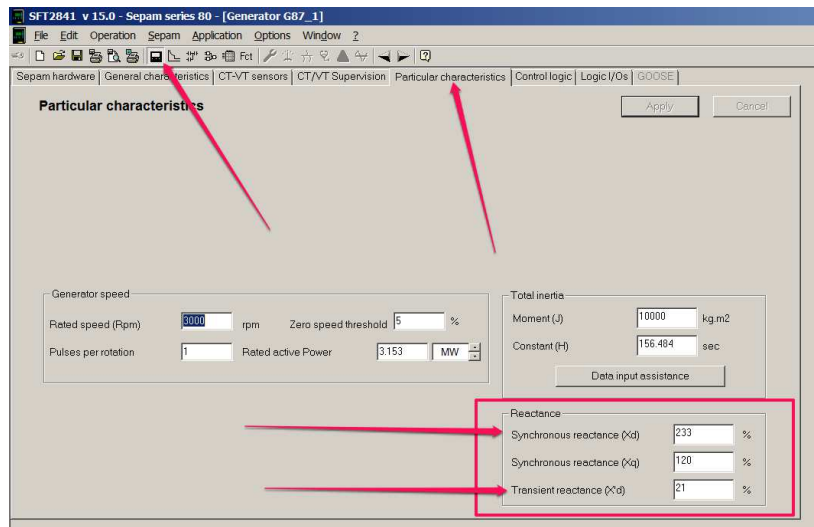 SFT2841 v 15.0 - Sepam series 80 - [Generator G87_1]
File Edit Operation Sepam Application Options Window ?
Fct
Sepam hardware General characteristics CT-VT sensors CT/VT Supervision Particular characteristics Control logic Logic I/Os GOOSE
Particular characteristics Apply Cancel
Generator speed
Rated speed (Rpm) 3000 rpm Zero speed threshold 5 %
Pulses per rotation 1 Rated active Power 3.153 MW
Total inertia
Moment (J) 10000 kg.m2
Constant (H) 156.484 sec
Data input assistance
Reactance
Synchronous reactance (Xd) 233 %
Synchronous reactance (Xq) 120 %
Transient reactance (X'd) 21 %